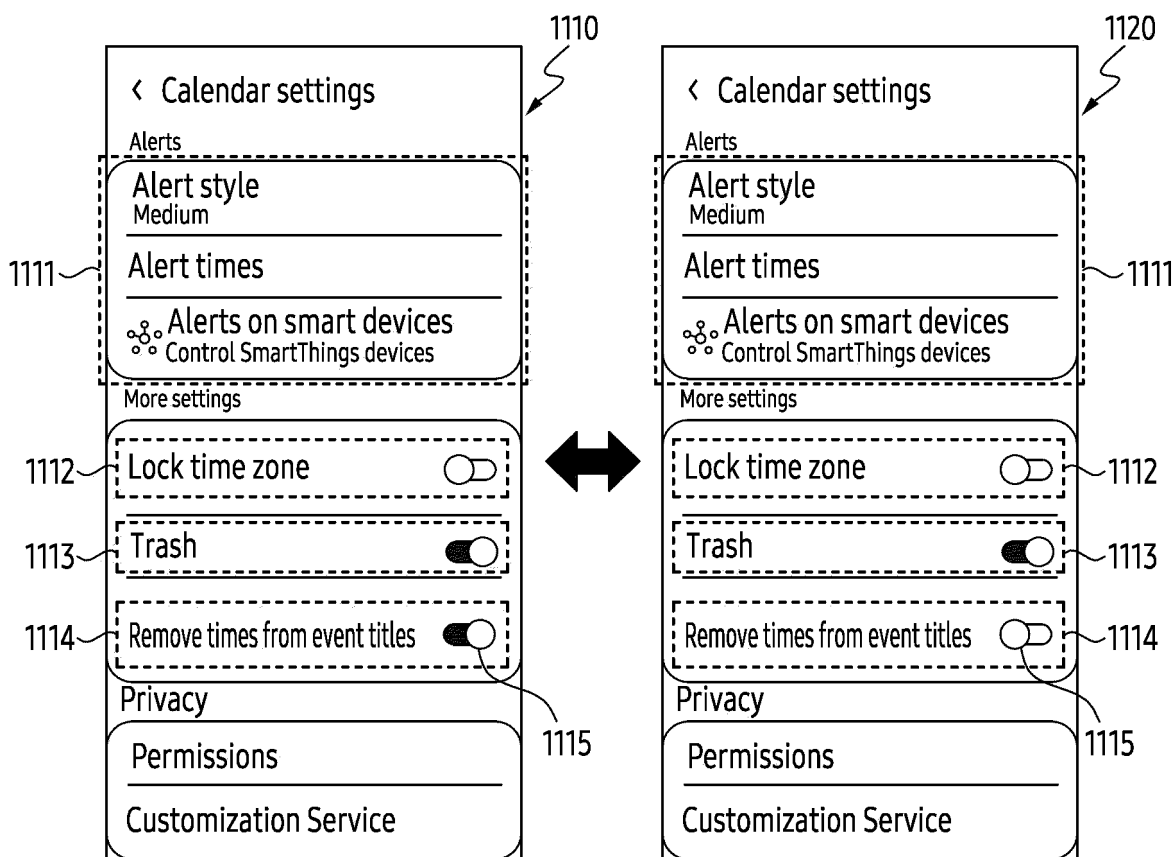 1110
< Calendar settings
Alerts
Alert style
Medium
Alert times
Alerts on smart devices
Control SmartThings devices
1111
More settings
Lock time zone
1112
Trash
1113
Remove times from event titles
1114
1115
Privacy
Permissions
Customization Service
1120
< Calendar settings
Alerts
Alert style
Medium
Alert times
1111
Alerts on smart devices
Control SmartThings devices
More settings
Lock time zone
1112
Trash
1113
Remove times from event titles
1114
1115
Privacy
Permissions
Customization Service